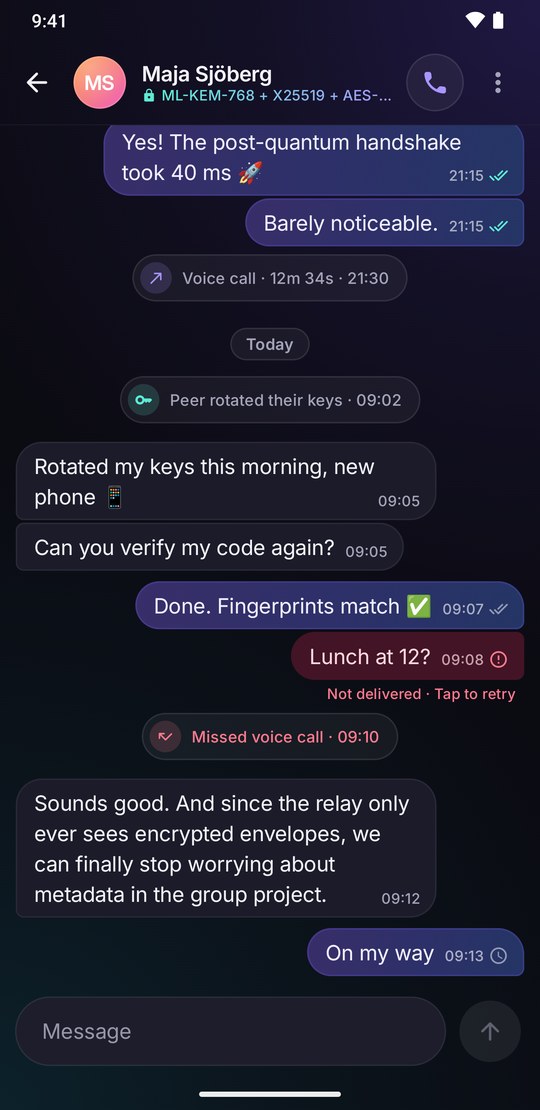 9:41
MS
Maja Sjöberg
ML-KEM-768 + X25519 + AES-...
Yes! The post-quantum handshake
took 40 ms 🚀 21:15
Barely noticeable. 21:15
Voice call · 12m 34s · 21:30
Today
Peer rotated their keys · 09:02
Rotated my keys this morning, new
phone 📱 09:05
Can you verify my code again? 09:05
Done. Fingerprints match ✅ 09:07
Lunch at 12? 09:08
Not delivered · Tap to retry
Missed voice call · 09:10
Sounds good. And since the relay only
ever sees encrypted envelopes, we
can finally stop worrying about
metadata in the group project. 09:12
On my way 09:13
Message